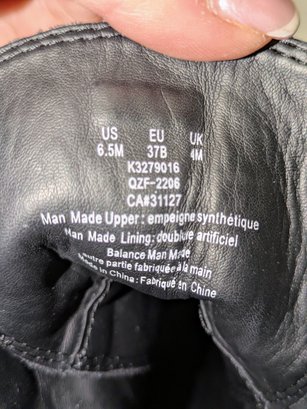 US EU UK
6.5M 37B 4M
K3279016
QZF-2206
CA#31127
Man Made Upper: empeigne synthétique
Man Made Lining: doublure artificiel
Balance Man Made
autre partie fabriquée à la main
Made in China: Fabriqué en Chine